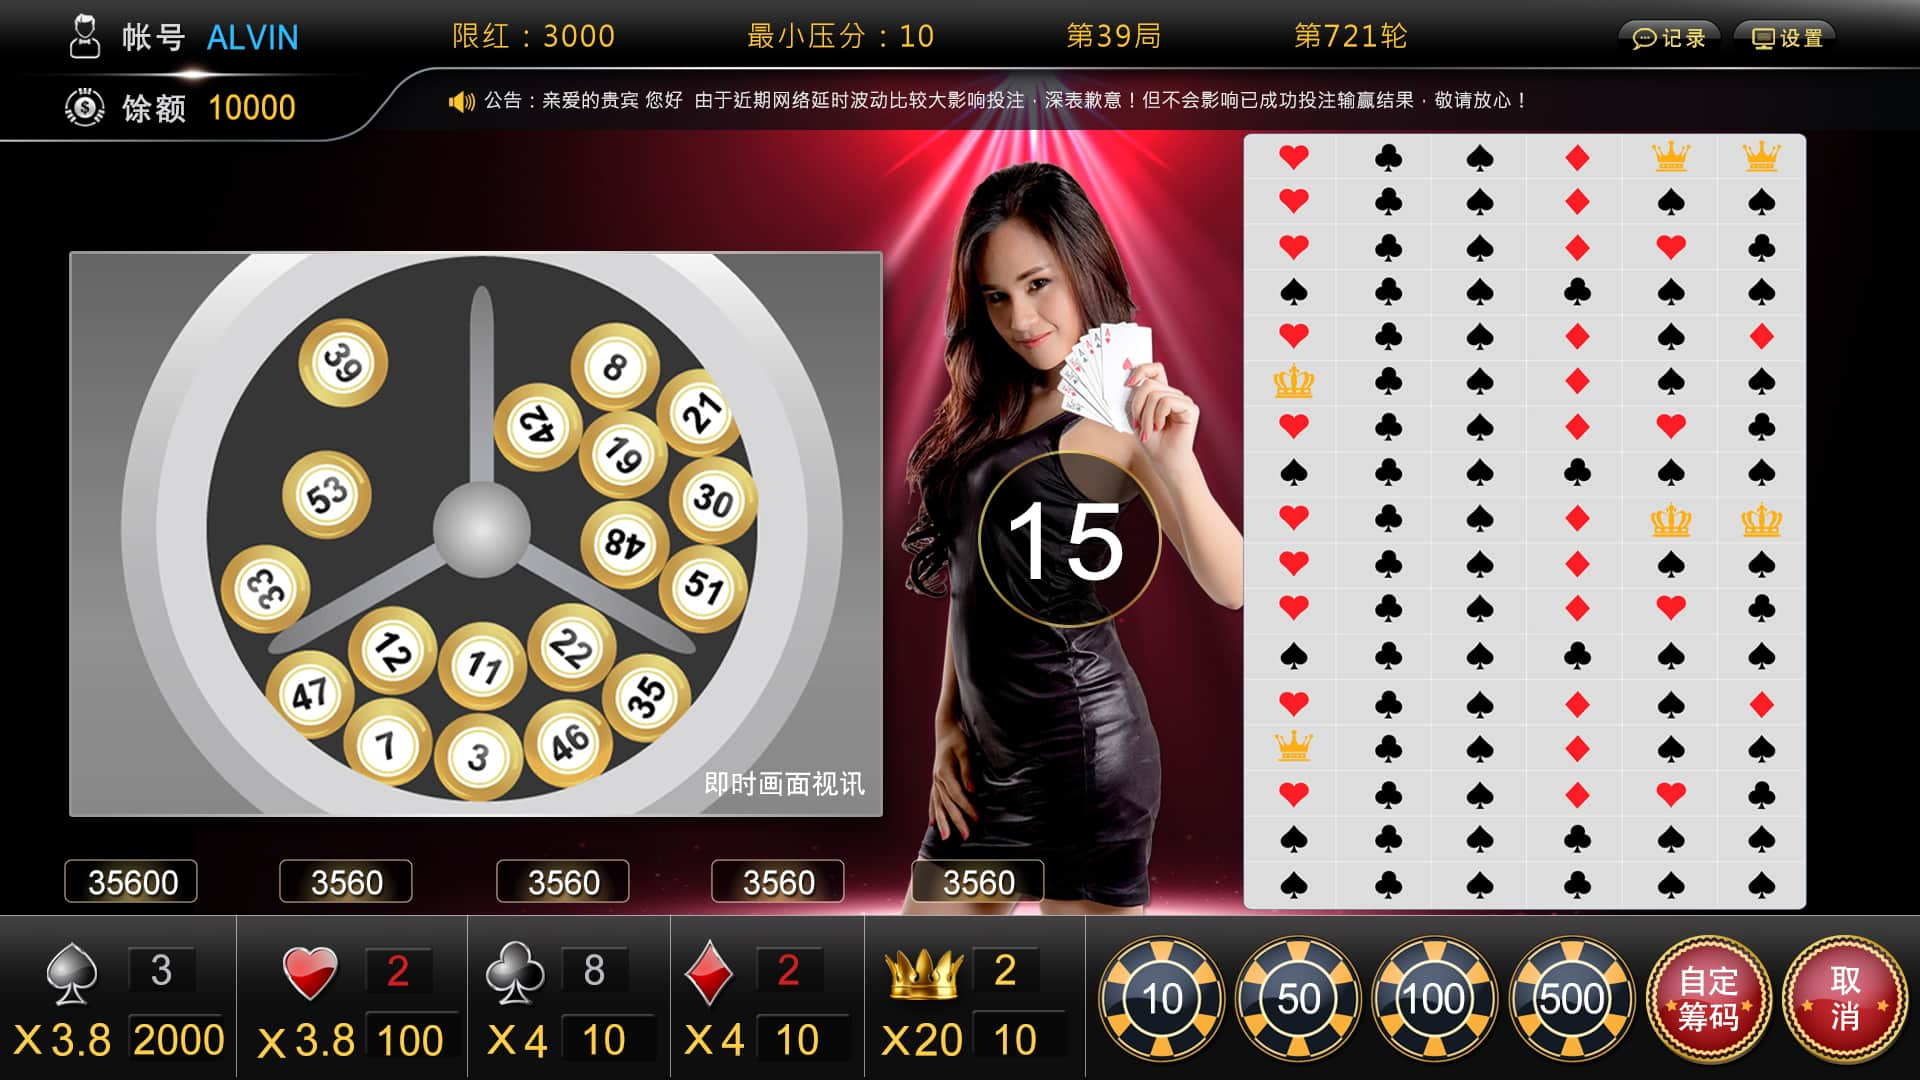 帐号 ALVIN
限红：3000
最小压分：10
第39局
第721轮
记录
设置
馀额 10000
公告：亲爱的贵宾 您好 由于近期网络延时波动比较大影响投注，深表歉意！但不会影响已成功投注输赢结果，敬请放心！
39
8
42
21
19
53
30
48
33
51
12
11
22
47
35
7
3
46
即时画面视讯
15
35600
3560
3560
3560
3560
3
2
8
2
2
X 3.8 2000
X 3.8 100
X 4 10
X 4 10
X20 10
10
50
100
500
自定
筹码
取
消